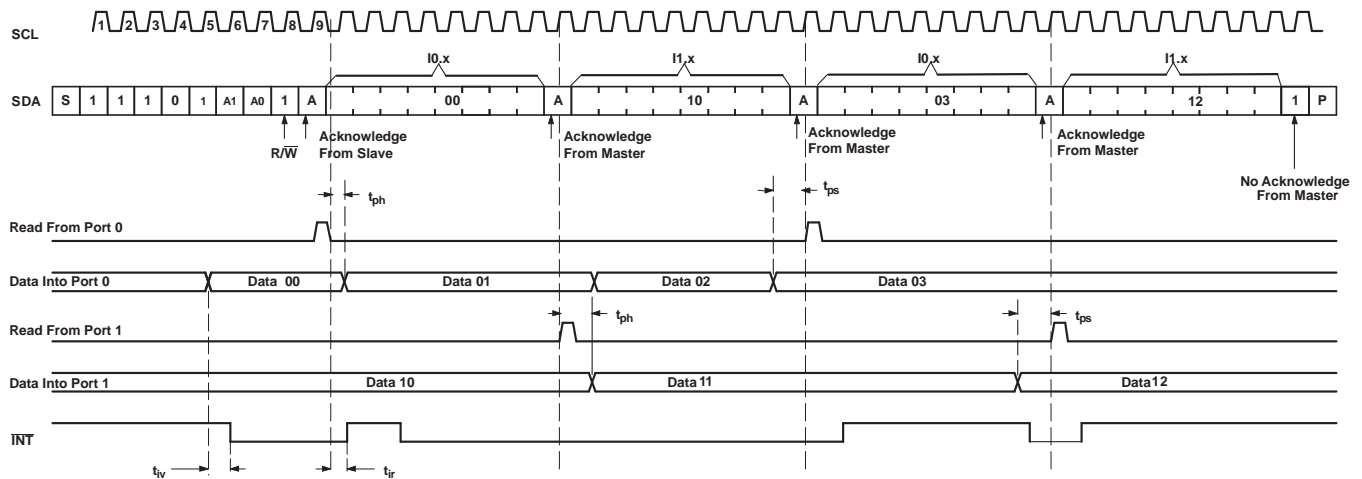 SCL 1 2 3 4 5 6 7 8 9
I0.x I1.x I0.x I1.x
SDA S 1 1 1 0 1 A1 A0 1 A 00 A 10 A 03 A 12 1 P
R/W Acknowledge From Slave
Acknowledge From Master
Acknowledge From Master
Acknowledge From Master
No Acknowledge From Master
tph tps
Read From Port 0
Data Into Port 0 Data 00 Data 01 Data 02 Data 03
tph tps
Read From Port 1
Data Into Port 1 Data 10 Data 11 Data 12
INT
tiv tir